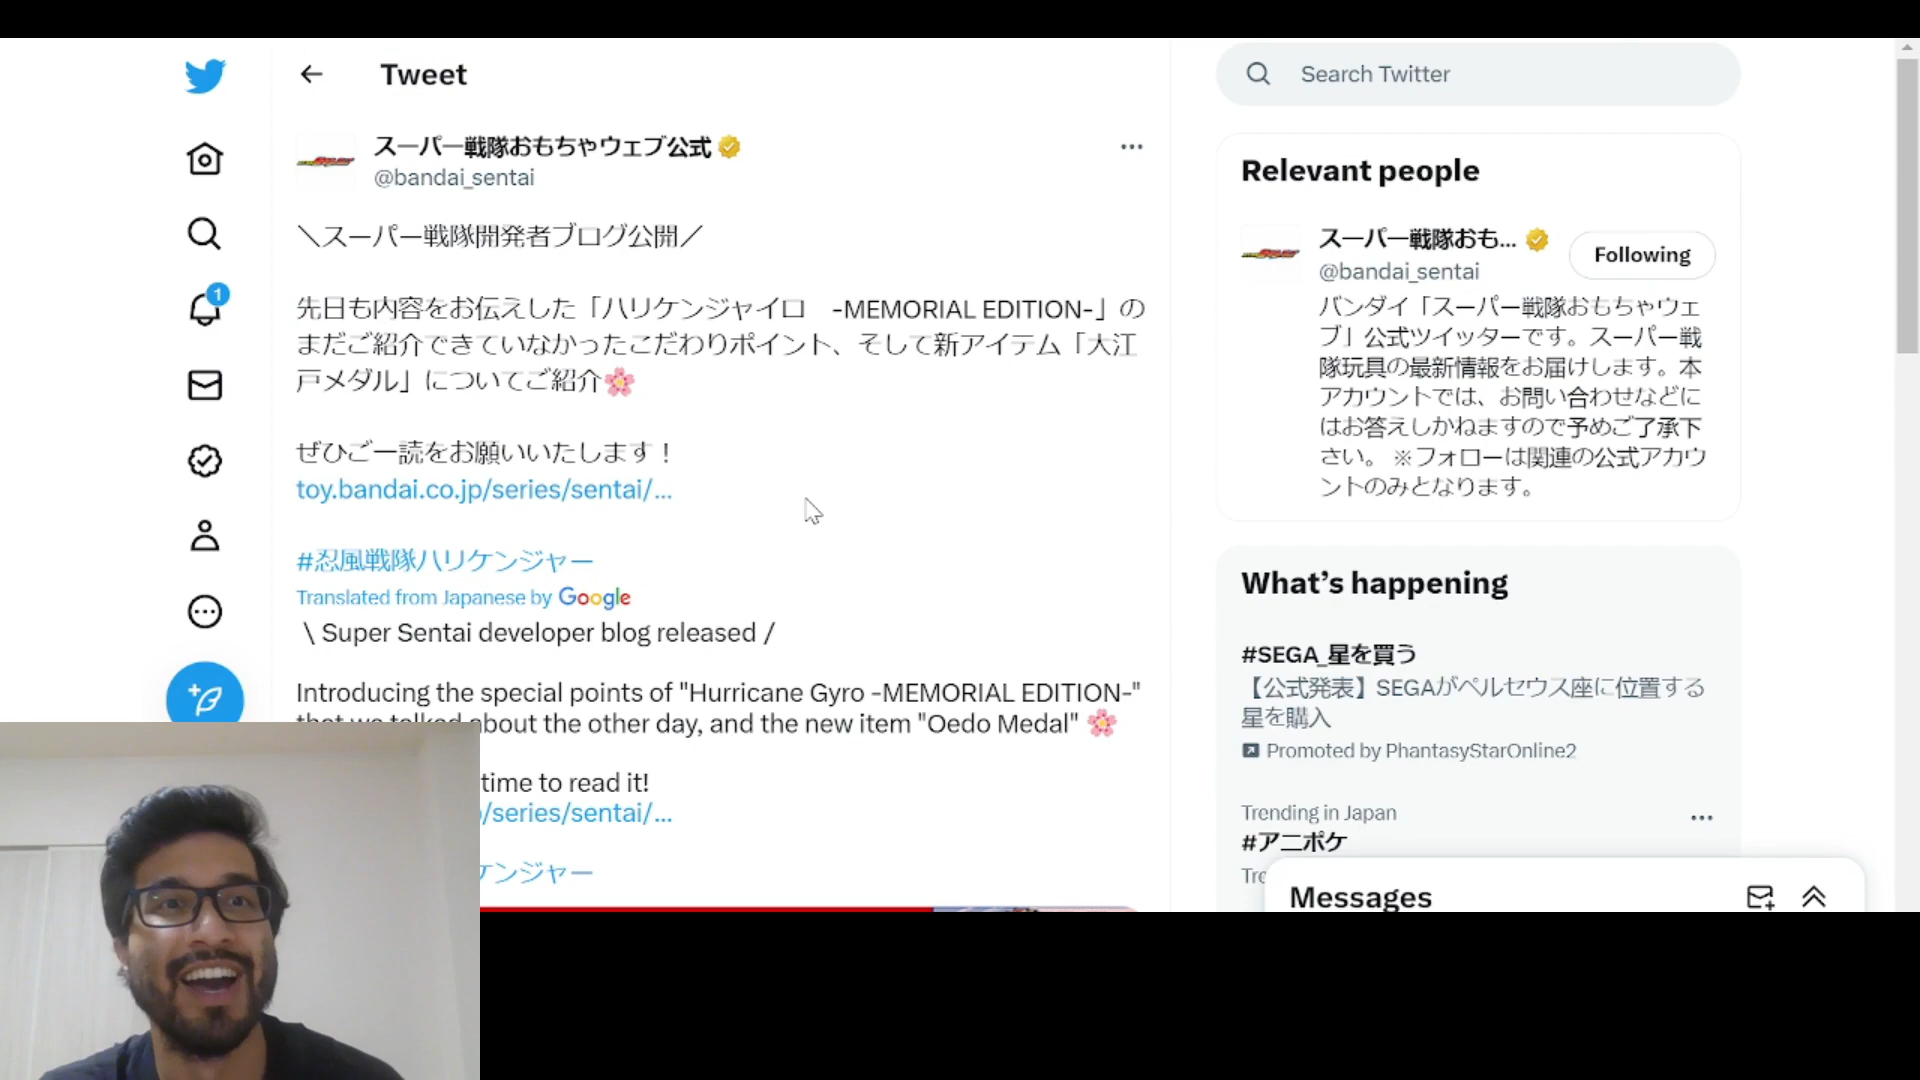 Tweet
スーパー戦隊おもちゃウェブ公式
@bandai_sentai
＼スーパー戦隊開発者ブログ公開／
先日も内容をお伝えした「ハリケンジャイロ　-MEMORIAL EDITION-」の
まだご紹介できていなかったこだわりポイント、そして新アイテム「大江
戸メダル」についてご紹介🌸
ぜひご一読をお願いいたします！
toy.bandai.co.jp/series/sentai/...
#忍風戦隊ハリケンジャー
Translated from Japanese by Google
\ Super Sentai developer blog released /
Introducing the special points of "Hurricane Gyro -MEMORIAL EDITION-"
that we talked about the other day, and the new item "Oedo Medal" 🌸
time to read it!
/series/sentai/...
ケンジャー
1
Search Twitter
Relevant people
スーパー戦隊おも...
Following
@bandai_sentai
バンダイ「スーパー戦隊おもちゃウェ
ブ」公式ツイッターです。スーパー戦
隊玩具の最新情報をお届けします。本
アカウントでは、お問い合わせなどに
はお答えしかねますので予めご了承下
さい。 ※フォローは関連の公式アカウ
ントのみとなります。
What's happening
#SEGA_星を買う
【公式発表】SEGAがペルセウス座に位置する
星を購入
Promoted by PhantasyStarOnline2
Trending in Japan
#アニポケ
Messages